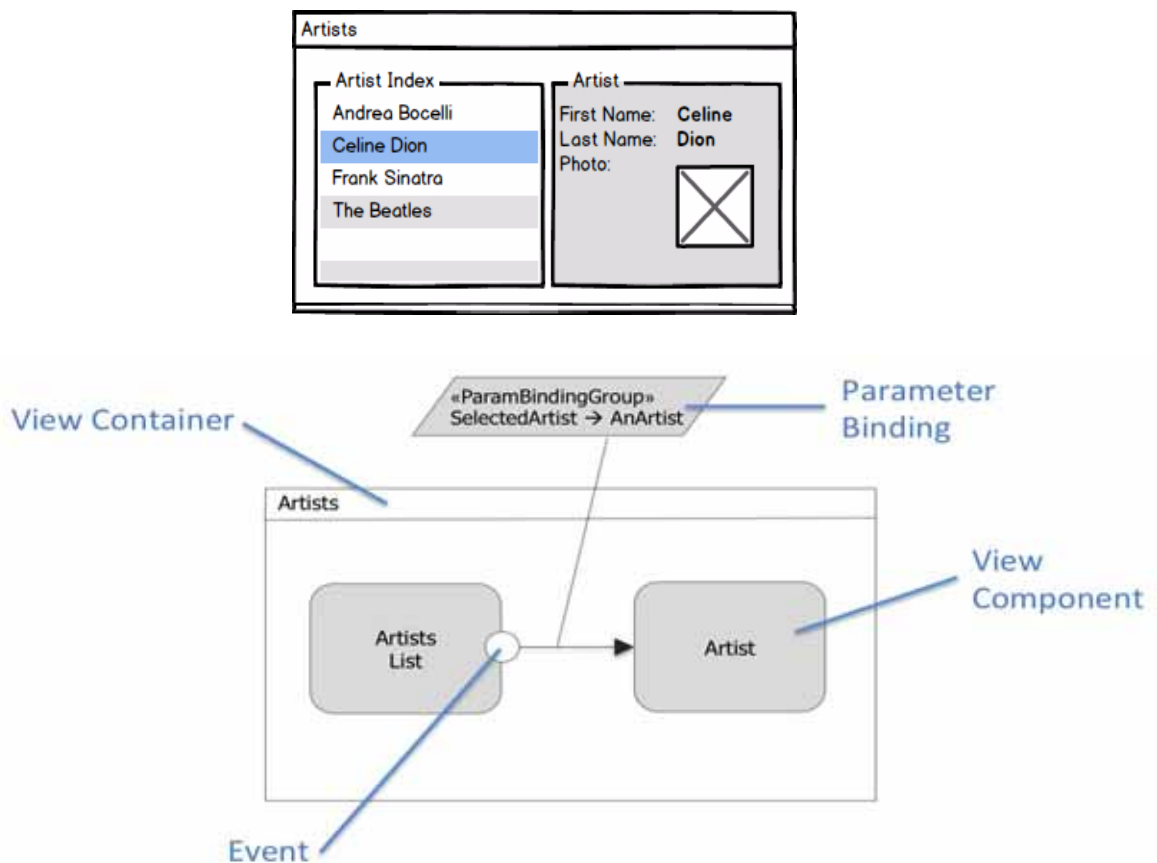 Artists
Artist Index
Andrea Bocelli
Celine Dion
Frank Sinatra
The Beatles
Artist
First Name: Celine
Last Name: Dion
Photo:
«ParamBindingGroup»
SelectedArtist → AnArtist
Parameter
Binding
View Container
Artists
View
Component
Artists
List
Artist
Event